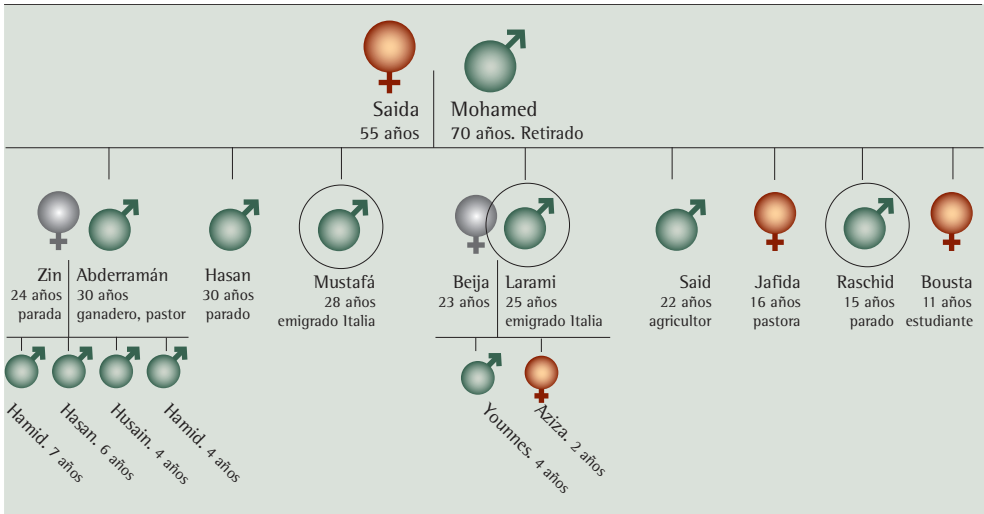 Saida
55 años
Mohamed
70 años. Retirado
Zin
24 años
parada
Abderramán
30 años
ganadero, pastor
Hasan
30 años
parado
Mustafá
28 años
emigrado Italia
Beija
23 años
Larami
25 años
emigrado Italia
Said
22 años
agricultor
Jafida
16 años
pastora
Raschid
15 años
parado
Bousta
11 años
estudiante
Hamid. 7 años
Hasan. 6 años
Husain. 4 años
Hamid. 4 años
Younnes. 4 años
Aziza. 2 años